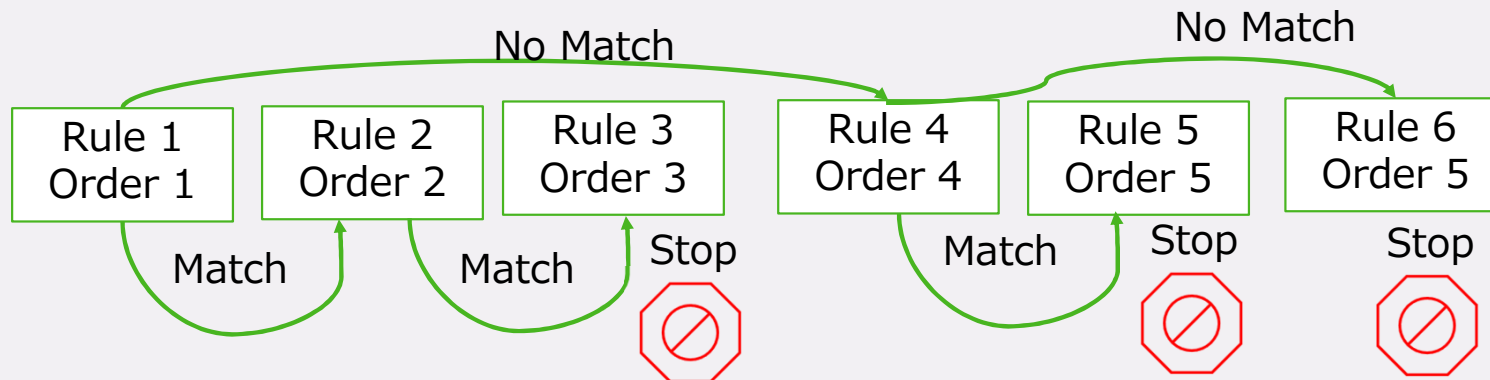 No Match
No Match
Rule 1
Order 1
Rule 2
Order 2
Rule 3
Order 3
Rule 4
Order 4
Rule 5
Order 5
Rule 6
Order 5
Match
Match
Stop
Match
Stop
Stop